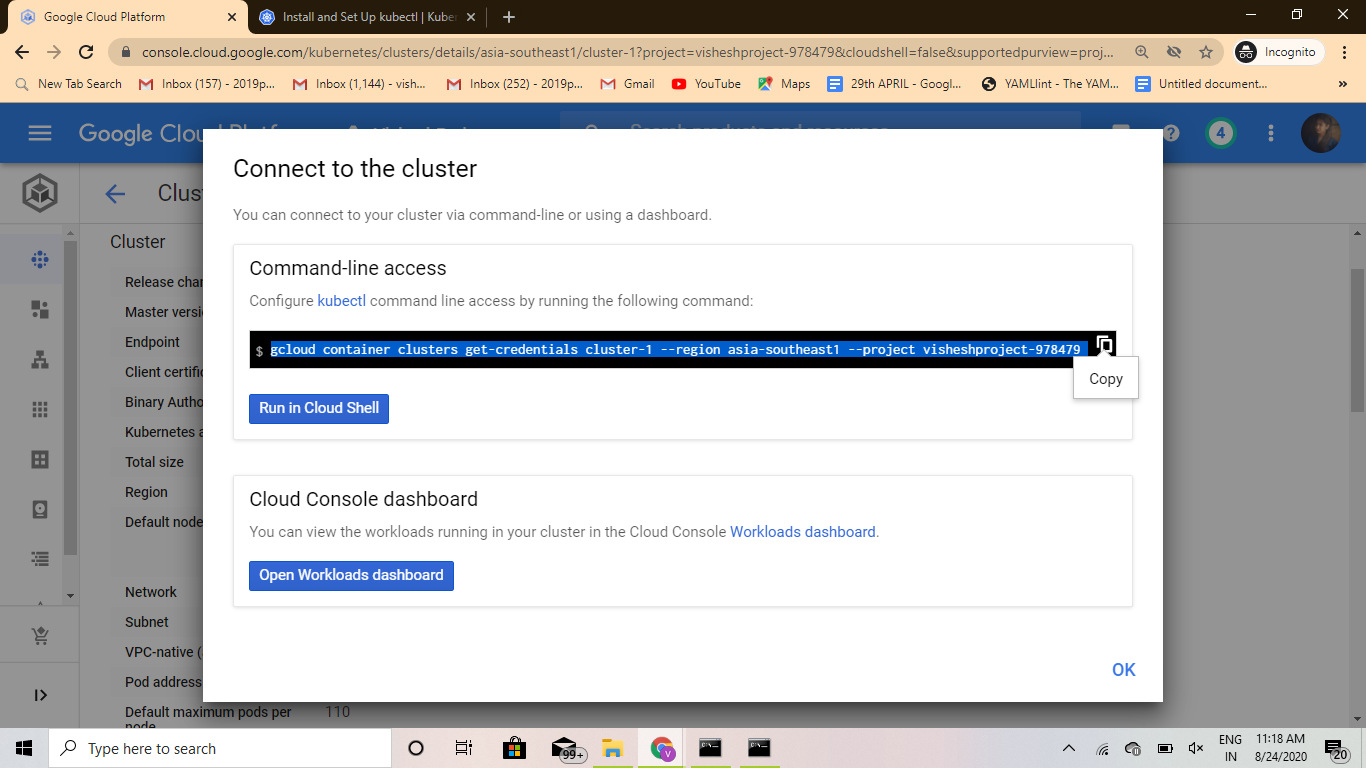 Google Cloud Platform
Install and Set Up kubectl | Kuber
console.cloud.google.com/kubernetes/clusters/details/asia-southeast1/cluster-1?project=visheshproject-978479&cloudshell=false&supportedpurview=proj...
Incognito
New Tab Search
Inbox (157) - 2019p...
Inbox (1,144) - vish...
Inbox (252) - 2019p...
Gmail
YouTube
Maps
29th APRIL - Googl...
YAMLlint - The YAM...
Untitled document...
»
Google Clou
?
4
Clus
Connect to the cluster
You can connect to your cluster via command-line or using a dashboard.
Command-line access
Configure kubectl command line access by running the following command:
$ gcloud container clusters get-credentials cluster-1 --region asia-southeast1 --project visheshproject-978479
Copy
Run in Cloud Shell
Cloud Console dashboard
You can view the workloads running in your cluster in the Cloud Console Workloads dashboard.
Open Workloads dashboard
OK
Cluster
Release char
Master versi
Endpoint
Client certific
Binary Autho
Kubernetes a
Total size
Region
Default node
Network
Subnet
VPC-native (
Pod address
Default maximum pods per
node
110
Type here to search
99+
ENG
IN
11:18 AM
8/24/2020
20